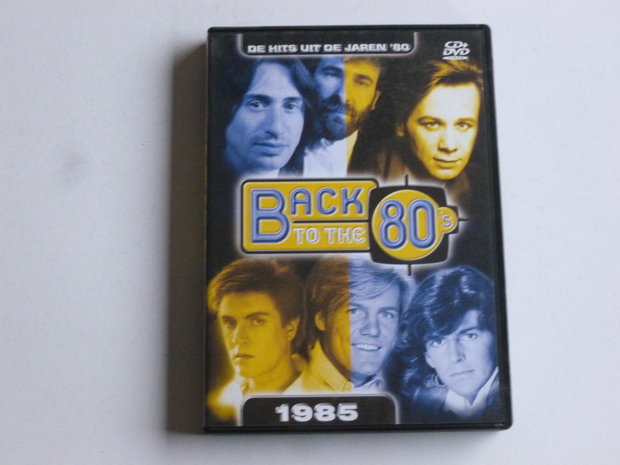 DE HITS UIT DE JAREN '80
CD+
DVD
BACK
TO THE
80's
1985